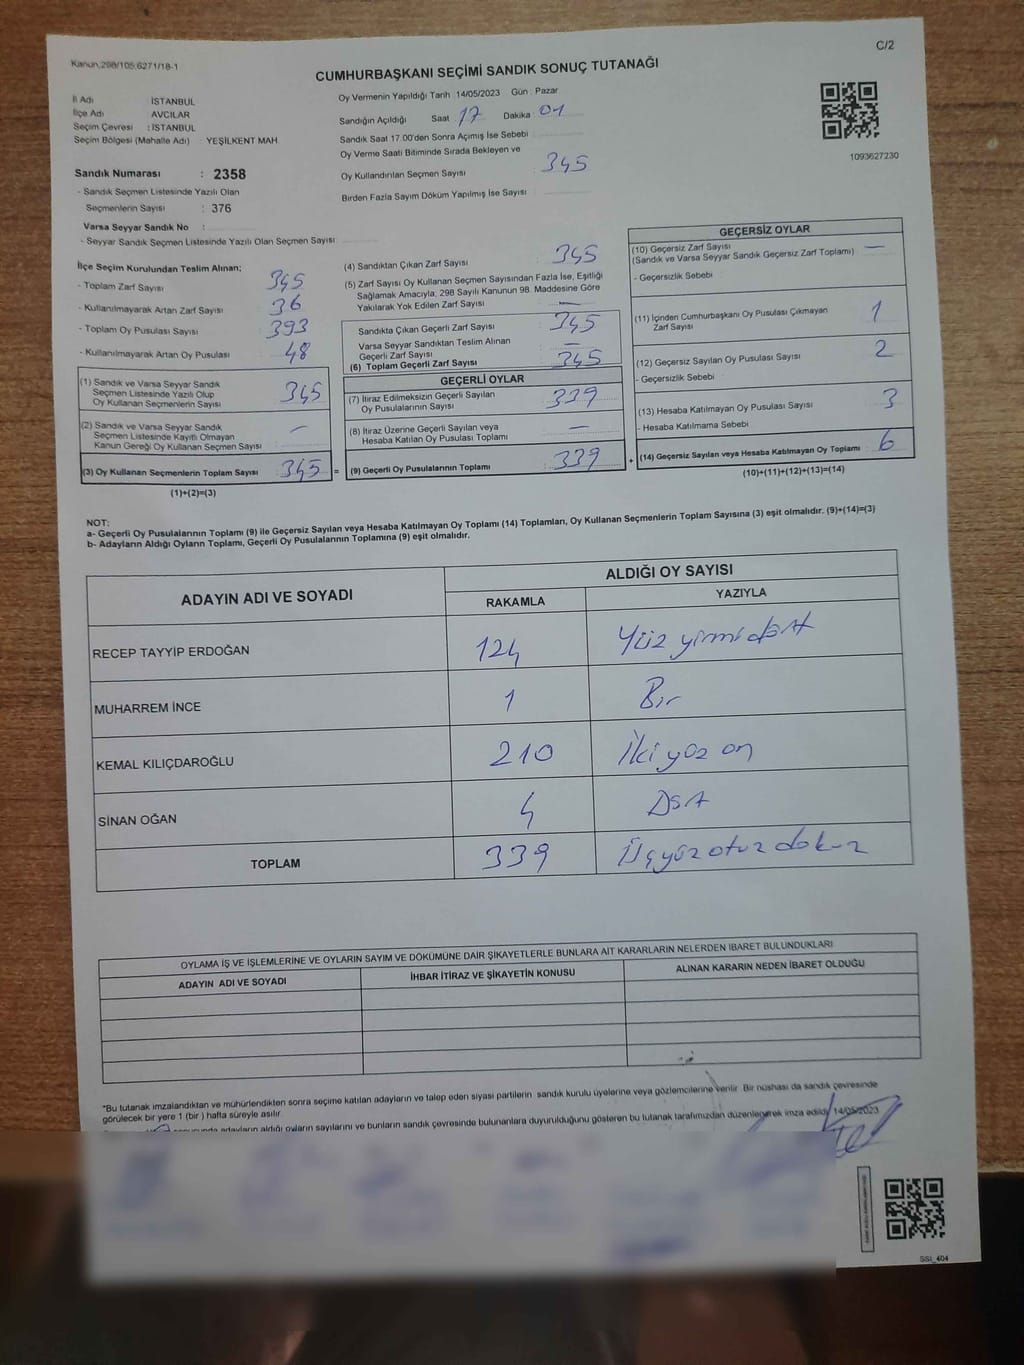 C/2
Kanun,298/105,6271/18-1
CUMHURBAŞKANI SEÇİMİ SANDIK SONUÇ TUTANAĞI
İl Adı : İSTANBUL
İlçe Adı AVCILAR
Seçim Çevresi : İSTANBUL
Seçim Bölgesi (Mahalle Adı) : YEŞİLKENT MAH
Sandık Numarası : 2358
- Sandık Seçmen Listesinde Yazılı Olan
Seçmenlerin Sayısı : 376
Varsa Seyyar Sandık No :
- Seyyar Sandık Seçmen Listesinde Yazılı Olan Seçmen Sayısı:
Oy Vermenin Yapıldığı Tarih 14/05/2023 Gün : Pazar
Sandığın Açıldığı Saat 17 Dakika 01
Sandık Saat 17.00'den Sonra Açımış İse Sebebi
Oy Verme Saati Bitiminde Sırada Bekleyen ve
Oy Kullandırılan Seçmen Sayısı 345
Birden Fazla Sayım Döküm Yapılmış İse Sayısı
1093627230
İlçe Seçim Kurulundan Teslim Alınan;
- Toplam Zarf Sayısı : 345
- Kullanılmayarak Artan Zarf Sayısı : 36
- Toplam Oy Pusulası Sayısı : 393
- Kullanılmayarak Artan Oy Pusulası : 48
(1) Sandık ve Varsa Seyyar Sandık
Seçmen Listesinde Yazılı Olup
Oy Kullanan Seçmenlerin Sayısı : 345
(2) Sandık ve Varsa Seyyar Sandık
Seçmen Listesinde Kayıtlı Olmayan
Kanun Gereği Oy Kullanan Seçmen Sayısı : —
(3) Oy Kullanan Seçmenlerin Toplam Sayısı : 345 =
(1)+(2)=(3)
(4) Sandıktan Çıkan Zarf Sayısı 345
(5) Zarf Sayısı Oy Kullanan Seçmen Sayısından Fazla İse, Eşitliği
Sağlamak Amacıyla, 298 Sayılı Kanunun 98. Maddesine Göre
Yakılarak Yok Edilen Zarf Sayısı —
Sandıkta Çıkan Geçerli Zarf Sayısı : 345
Varsa Seyyar Sandıktan Teslim Alınan
Geçerli Zarf Sayısı : —
(6) Toplam Geçerli Zarf Sayısı : 345
GEÇERLİ OYLAR
(7) İtiraz Edilmeksizin Geçerli Sayılan
Oy Pusulalarının Sayısı : 339
(8) İtiraz Üzerine Geçerli Sayılan veya
Hesaba Katılan Oy Pusulası Toplamı : —
(9) Geçerli Oy Pusulalarının Toplamı : 339 +
GEÇERSİZ OYLAR
(10) Geçersiz Zarf Sayısı —
(Sandık ve Varsa Seyyar Sandık Geçersiz Zarf Toplamı)
- Geçersizlik Sebebi
(11) İçinden Cumhurbaşkanı Oy Pusulası Çıkmayan
Zarf Sayısı 1
(12) Geçersiz Sayılan Oy Pusulası Sayısı : 2
- Geçersizlik Sebebi
(13) Hesaba Katılmayan Oy Pusulası Sayısı : 3
- Hesaba Katılmama Sebebi
(14) Geçersiz Sayılan veya Hesaba Katılmayan Oy Toplamı : 6
(10)+(11)+(12)+(13)=(14)
NOT:
a- Geçerli Oy Pusulalarının Toplamı (9) ile Geçersiz Sayılan veya Hesaba Katılmayan Oy Toplamı (14) Toplamları, Oy Kullanan Seçmenlerin Toplam Sayısına (3) eşit olmalıdır. (9)+(14)=(3)
b- Adayların Aldığı Oyların Toplamı, Geçerli Oy Pusulalarının Toplamına (9) eşit olmalıdır.
ADAYIN ADI VE SOYADI
ALDIĞI OY SAYISI
RAKAMLA YAZIYLA
RECEP TAYYİP ERDOĞAN 124 Yüz yirmi dört
MUHARREM İNCE 1 Bir
KEMAL KILIÇDAROĞLU 210 İki yüz on
SİNAN OĞAN 4 Dört
TOPLAM 339 Üç yüz otuz dokuz
OYLAMA İŞ VE İŞLEMLERİNE VE OYLARIN SAYIM VE DÖKÜMÜNE DAİR ŞİKAYETLERLE BUNLARA AİT KARARLARIN NELERDEN İBARET BULUNDUKLARI
ADAYIN ADI VE SOYADI İHBAR İTİRAZ VE ŞİKAYETİN KONUSU ALINAN KARARIN NEDEN İBARET OLDUĞU
*Bu tutanak imzalandıktan ve mühürlendikten sonra seçime katılan adayların ve talep eden siyasi partilerin sandık kurulu üyelerine veya gözlemcilerine verilir. Bir nüshası da sandık çevresinde
görülecek bir yere 1 (bir ) hafta süreyle asılır.
adayların aldığı oyların sayılarını ve bunların sandık çevresinde bulunanlara duyurulduğunu gösteren bu tutanak tarafımızdan düzenlenerek imza edildi. 14/05/2023
SSI_404